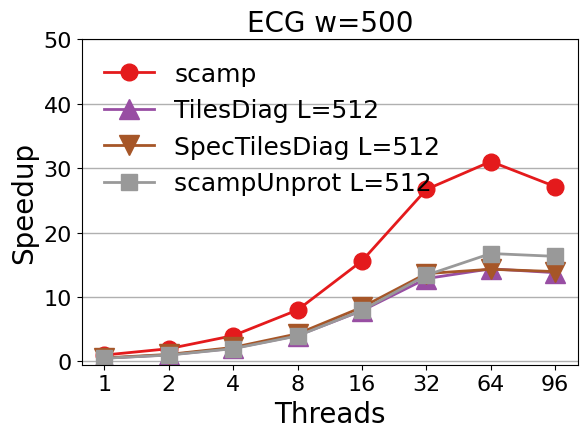 ECG w=500
50
40
30
20
10
0
Speedup
scamp
TilesDiag L=512
SpecTilesDiag L=512
scampUnprot L=512
1 2 4 8 16 32 64 96
Threads